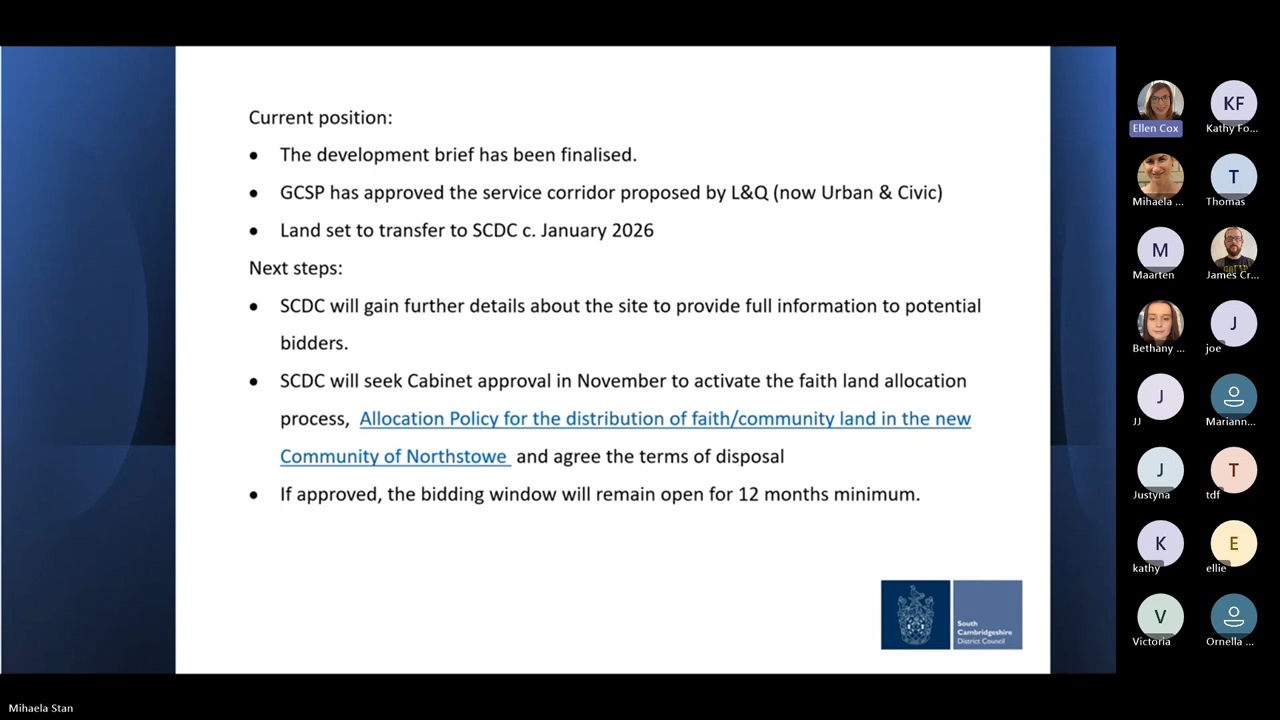 Current position:
• The development brief has been finalised.
• GCSP has approved the service corridor proposed by L&Q (now Urban & Civic)
• Land set to transfer to SCDC c. January 2026
Next steps:
• SCDC will gain further details about the site to provide full information to potential
bidders.
• SCDC will seek Cabinet approval in November to activate the faith land allocation
process, Allocation Policy for the distribution of faith/community land in the new
Community of Northstowe and agree the terms of disposal
• If approved, the bidding window will remain open for 12 months minimum.
South
Cambridgeshire
District Council
Ellen Cox
KF
Kathy Fo...
Mihaela ...
T
Thomas
M
Maarten
James Cr...
Bethany ...
J
joe
J
JJ
Mariann...
J
Justyna
T
tdf
K
kathy
E
ellie
V
Victoria
Ornella ...
Mihaela Stan